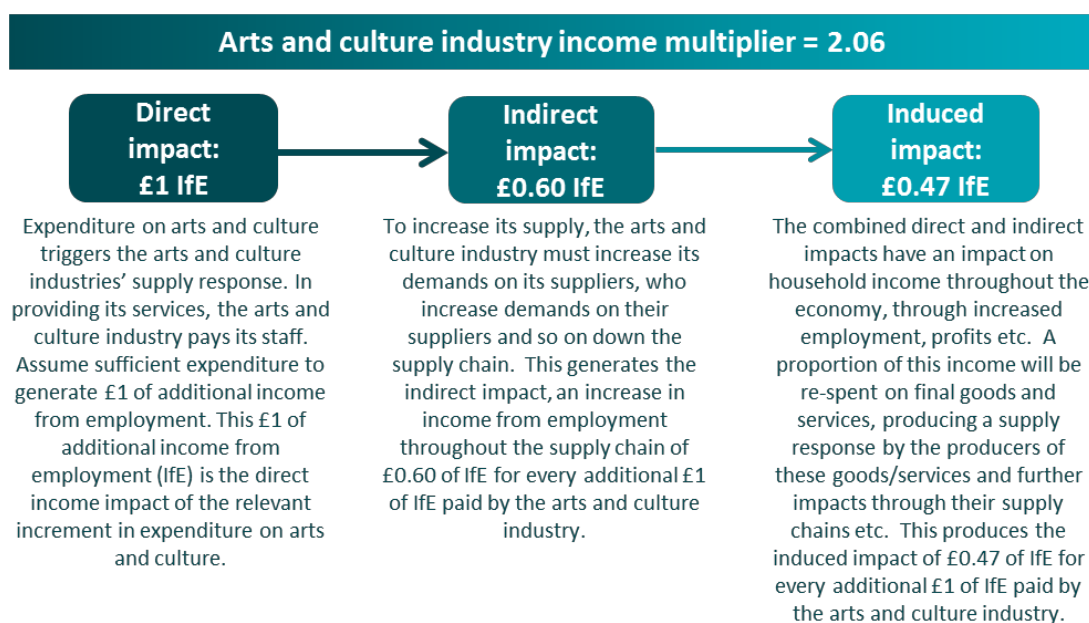 Arts and culture industry income multiplier = 2.06
Direct
impact:
£1 IfE
Expenditure on arts and culture
triggers the arts and culture
industries’ supply response. In
providing its services, the arts and
culture industry pays its staff.
Assume sufficient expenditure to
generate £1 of additional income
from employment. This £1 of
additional income from
employment (IfE) is the direct
income impact of the relevant
increment in expenditure on arts
and culture.
Indirect
impact:
£0.60 IfE
To increase its supply, the arts and
culture industry must increase its
demands on its suppliers, who
increase demands on their
suppliers and so on down the
supply chain. This generates the
indirect impact, an increase in
income from employment
throughout the supply chain of
£0.60 of IfE for every additional £1
of IfE paid by the arts and culture
industry.
Induced
impact:
£0.47 IfE
The combined direct and indirect
impacts have an impact on
household income throughout the
economy, through increased
employment, profits etc. A
proportion of this income will be
re-spent on final goods and
services, producing a supply
response by the producers of
these goods/services and further
impacts through their supply
chains etc. This produces the
induced impact of £0.47 of IfE for
every additional £1 of IfE paid by
the arts and culture industry.